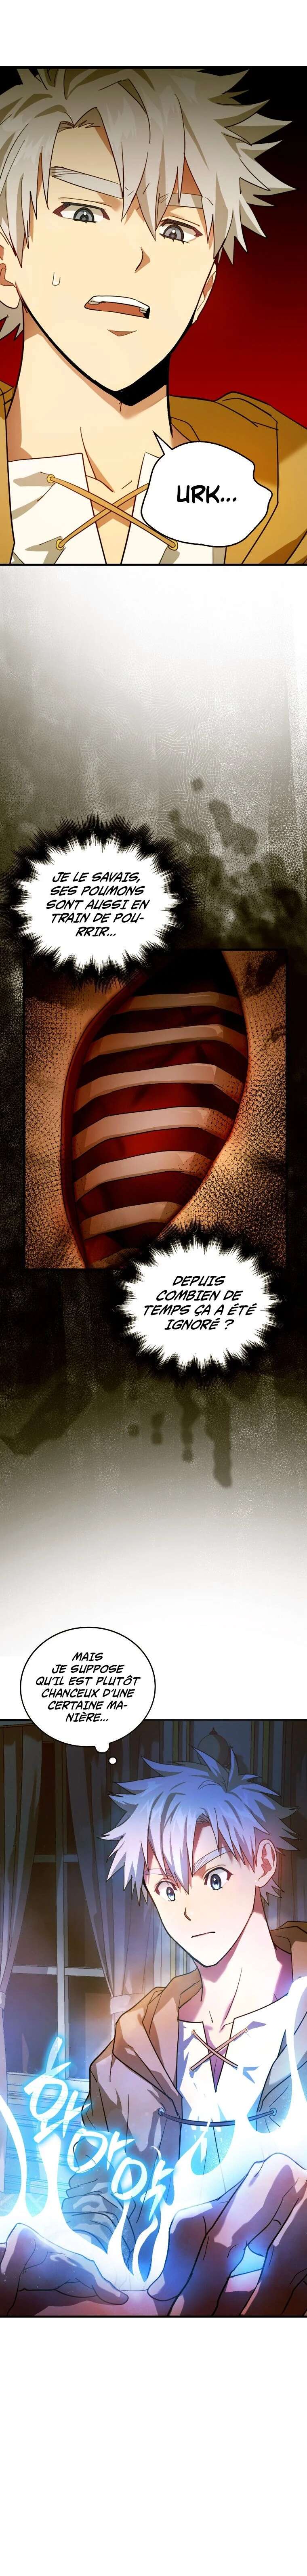 URK...
JE LE SAVAIS,
SES POUMONS
SONT AUSSI EN
TRAIN DE POU-
RRIR...
DEPUIS
COMBIEN DE
TEMPS ÇA A ÉTÉ
IGNORÉ ?
MAIS
JE SUPPOSE
QU'IL EST PLUTÔT
CHANCEUX D'UNE
CERTAINE MA-
NIÈRE...
화아악